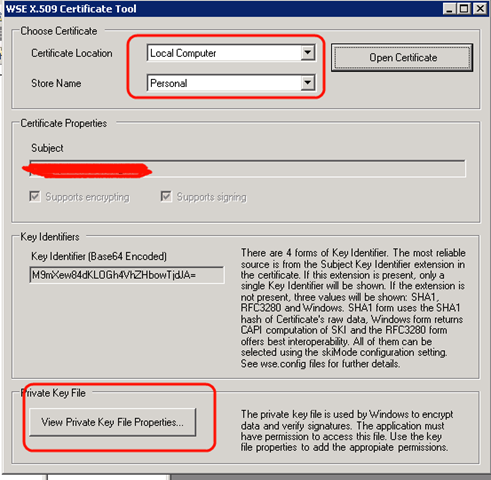 WSE X.509 Certificate Tool
Choose Certificate
Certificate Location
Local Computer
Open Certificate
Store Name
Personal
Certificate Properties
Subject
Supports encrypting
Supports signing
Key Identifiers
Key Identifier (Base64 Encoded)
M9mXew84dKLOGh4VhZHbowTjdJA=
There are 4 forms of Key Identifier. The most reliable
source is from the Subject Key Identifier extension in
the certificate. If this extension is present, only a
single Key Identifier will be shown. If the extension is
not present, three values will be shown: SHA1,
RFC3280 and Windows. SHA1 form uses the SHA1
hash of Certificate's raw data, Windows form returns
CAPI computation of SKI and the RFC3280 form
offers best interoperability. All of them can be
selected using the skiMode configuration setting.
See wse.config files for further details.
Private Key File
View Private Key File Properties...
The private key file is used by Windows to encrypt
data and verify signatures. The application must
have permission to access this file. Use the key
file properties to add the appropiate permissions.